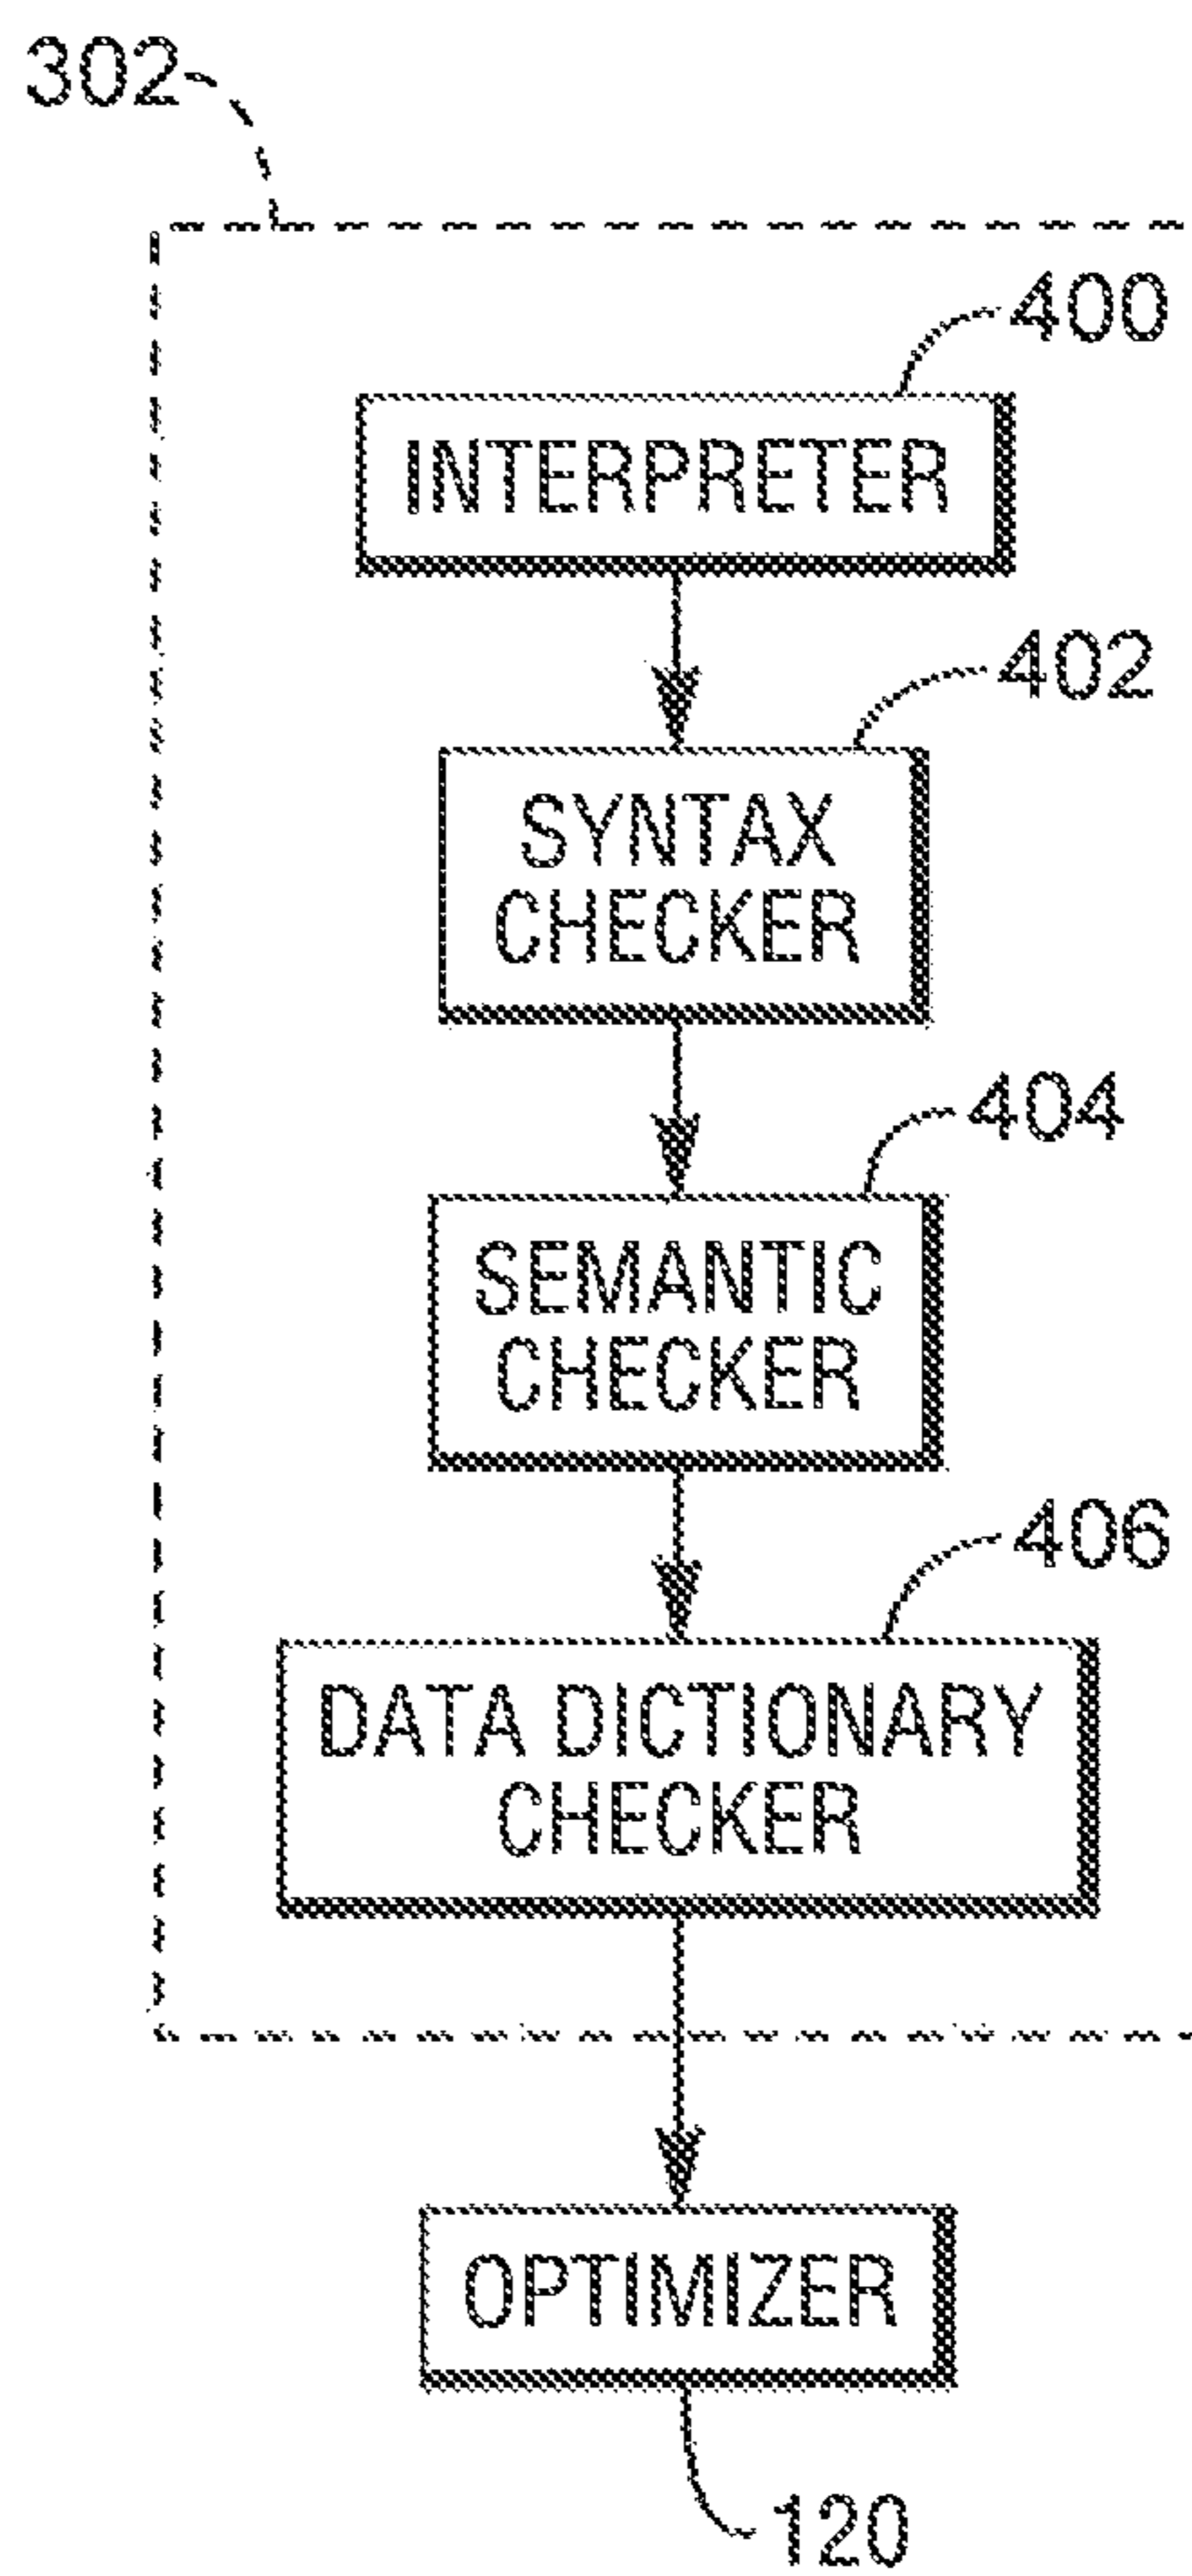 302
400
INTERPRETER
402
SYNTAX
CHECKER
404
SEMANTIC
CHECKER
406
DATA DICTIONARY
CHECKER
OPTIMIZER
120